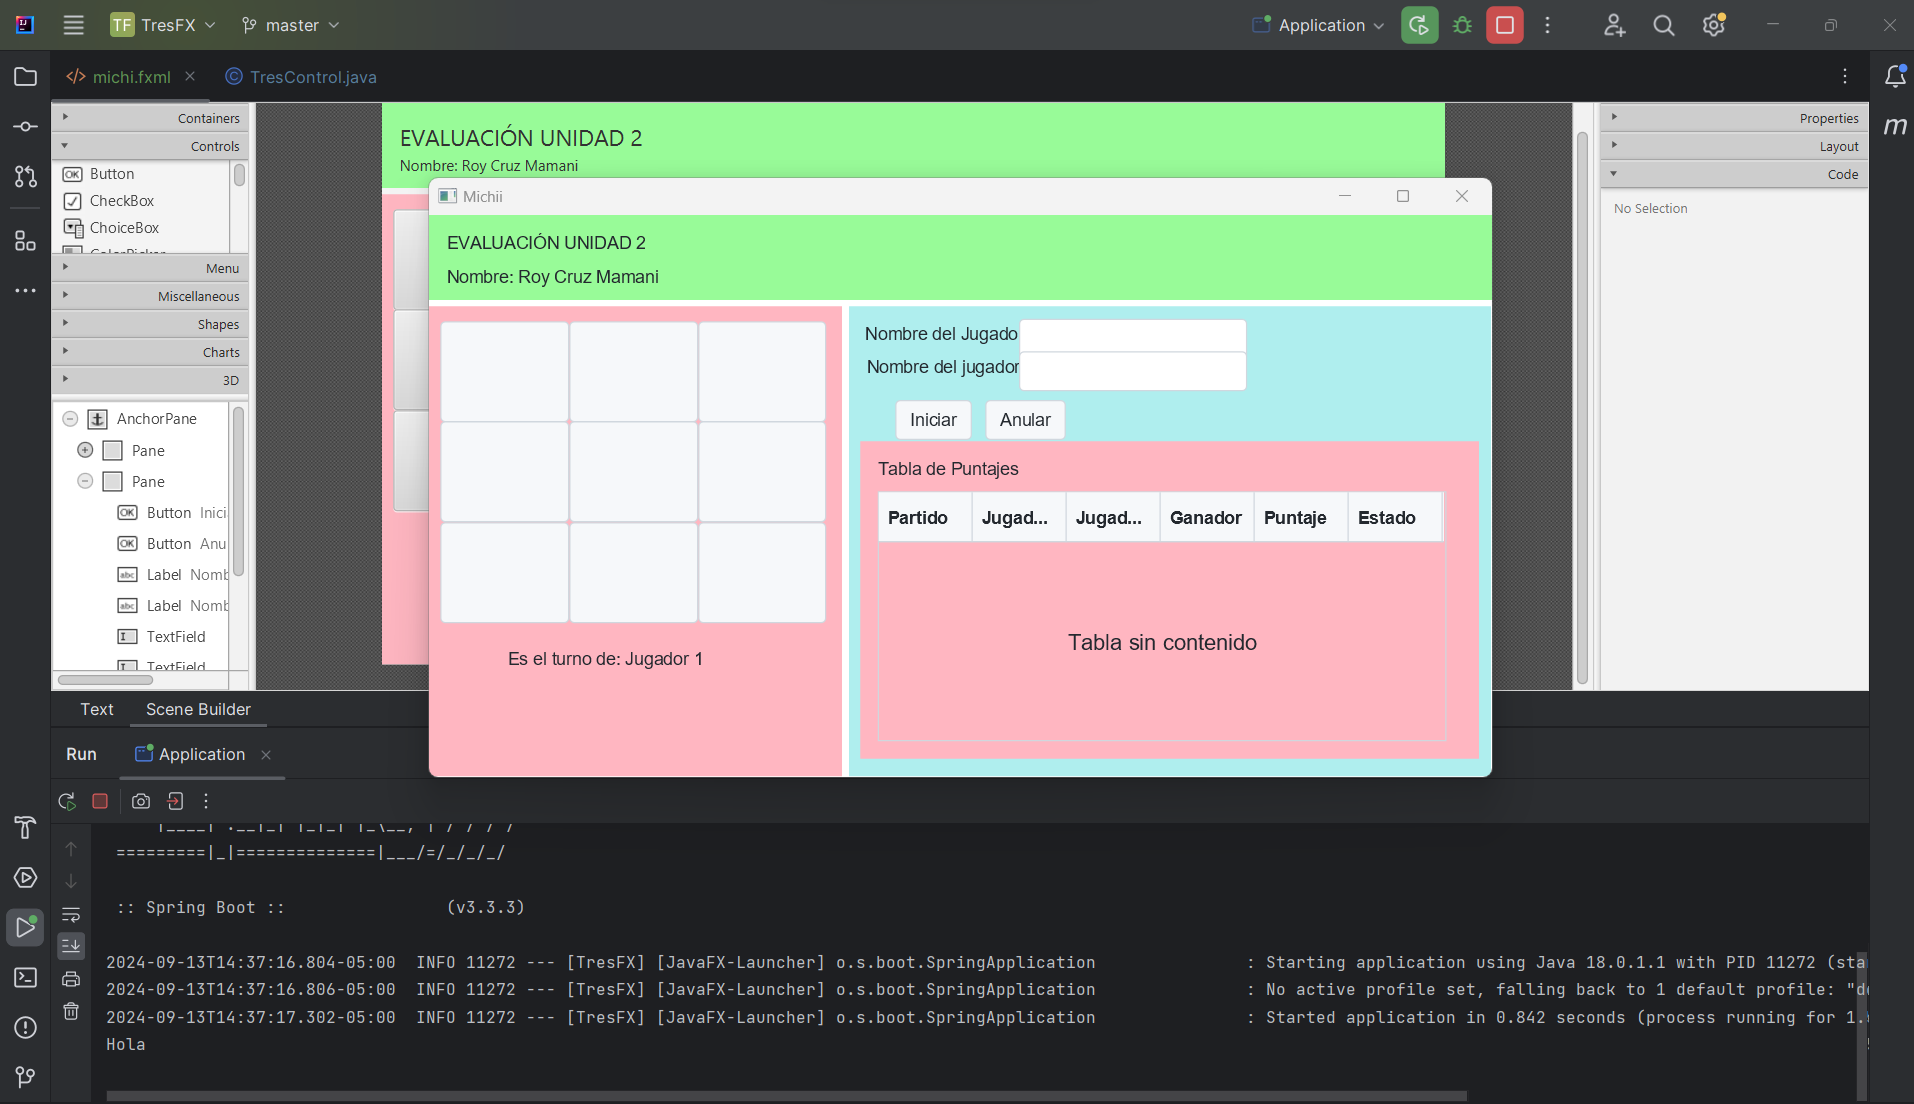 TF TresFX master Application
michi.fxml TresControl.java
Containers
Controls
Button
CheckBox
ChoiceBox
Menu
Miscellaneous
Shapes
Charts
3D
AnchorPane
Pane
Pane
OK Button Inici
OK Button Anu
abc Label Nomb
abc Label Nomb
TextField
TextField
Text Scene Builder
EVALUACIÓN UNIDAD 2
Nombre: Roy Cruz Mamani
Michii
EVALUACIÓN UNIDAD 2
Nombre: Roy Cruz Mamani
Es el turno de: Jugador 1
Nombre del Jugado
Nombre del jugador
Iniciar Anular
Tabla de Puntajes
Partido Jugad... Jugad... Ganador Puntaje Estado
Tabla sin contenido
Properties
Layout
Code
No Selection
m
Run Application
=========|_|==============|___/=/_/_/_/
:: Spring Boot :: (v3.3.3)
2024-09-13T14:37:16.804-05:00 INFO 11272 --- [TresFX] [JavaFX-Launcher] o.s.boot.SpringApplication : Starting application using Java 18.0.1.1 with PID 11272 (sta
2024-09-13T14:37:16.806-05:00 INFO 11272 --- [TresFX] [JavaFX-Launcher] o.s.boot.SpringApplication : No active profile set, falling back to 1 default profile: "de
2024-09-13T14:37:17.302-05:00 INFO 11272 --- [TresFX] [JavaFX-Launcher] o.s.boot.SpringApplication : Started application in 0.842 seconds (process running for 1.
Hola